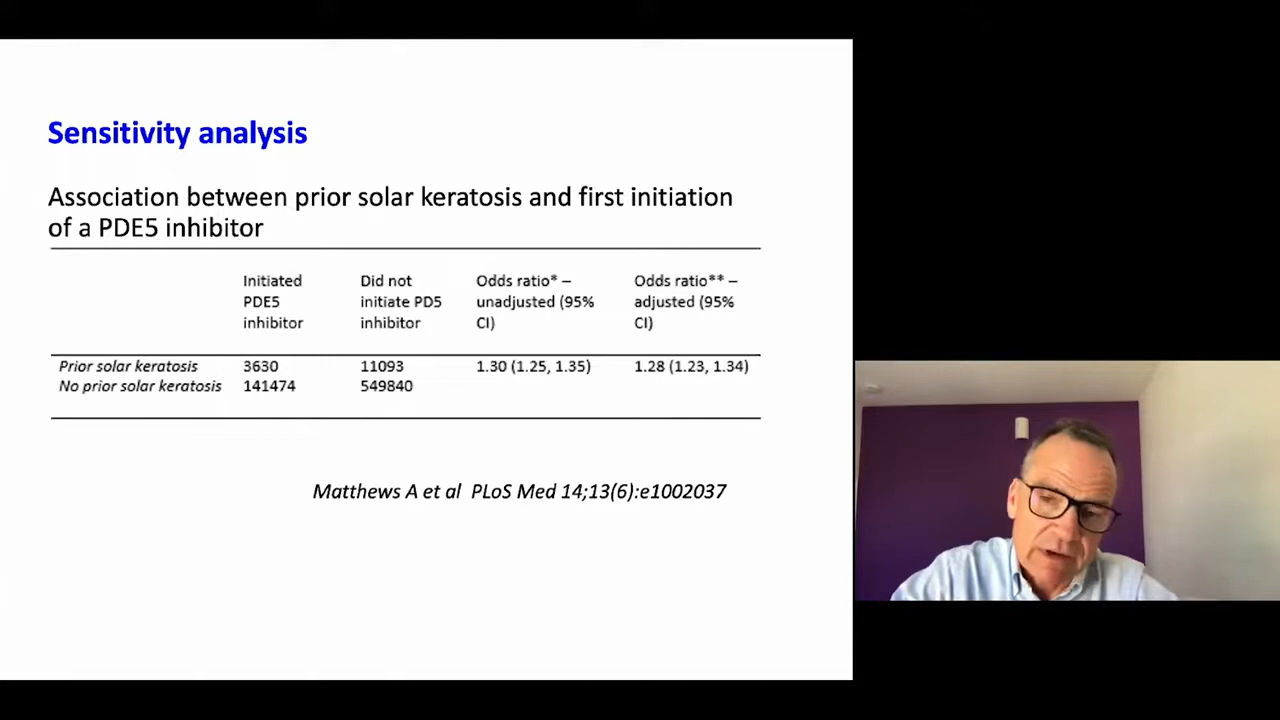 Sensitivity analysis
Association between prior solar keratosis and first initiation
of a PDE5 inhibitor
Initiated Did not Odds ratio* – Odds ratio** –
PDE5 initiate PD5 unadjusted (95% adjusted (95%
inhibitor inhibitor CI) CI)
Prior solar keratosis 3630 11093 1.30 (1.25, 1.35) 1.28 (1.23, 1.34)
No prior solar keratosis 141474 549840
Matthews A et al PLoS Med 14;13(6):e1002037